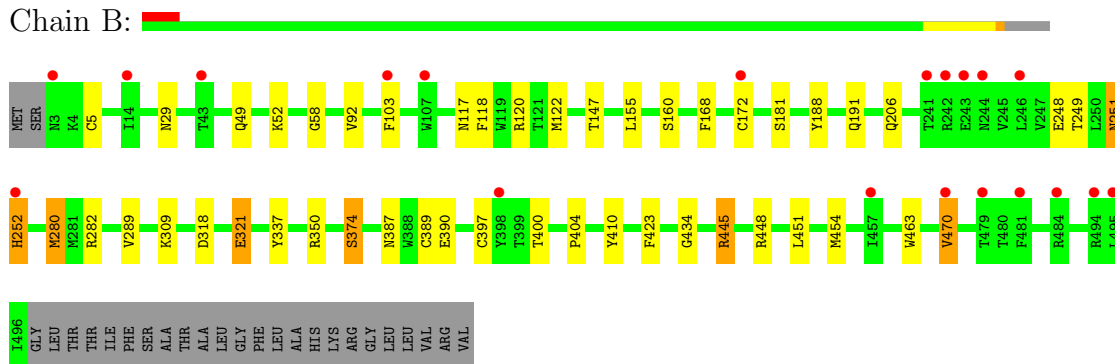 Chain B:
MET SER N3 K4 C5 I14 N29 T43 Q49 K52 G58 V92 F103 W107 N117 F118 W119 R120 T121 M122 T147 L155 S160 F168 C172 S181 Y188 Q191 Q206 T241 R242 E243 N244 V245 L246 V247 E248 T249 L250 N251
H252 M280 M281 R282 V289 K309 D318 E321 Y337 R350 S374 N387 W388 C389 E390 C397 Y398 T399 T400 P404 Y410 F423 G434 R445 R448 L451 M454 I457 W463 V470 T479 T480 F481 R484 R494 L495
I496 GLY LEU THR THR ILE PHE SER ALA THR ALA LEU GLY PHE LEU ALA HIS LYS ARG GLY LEU LEU VAL ARG VAL